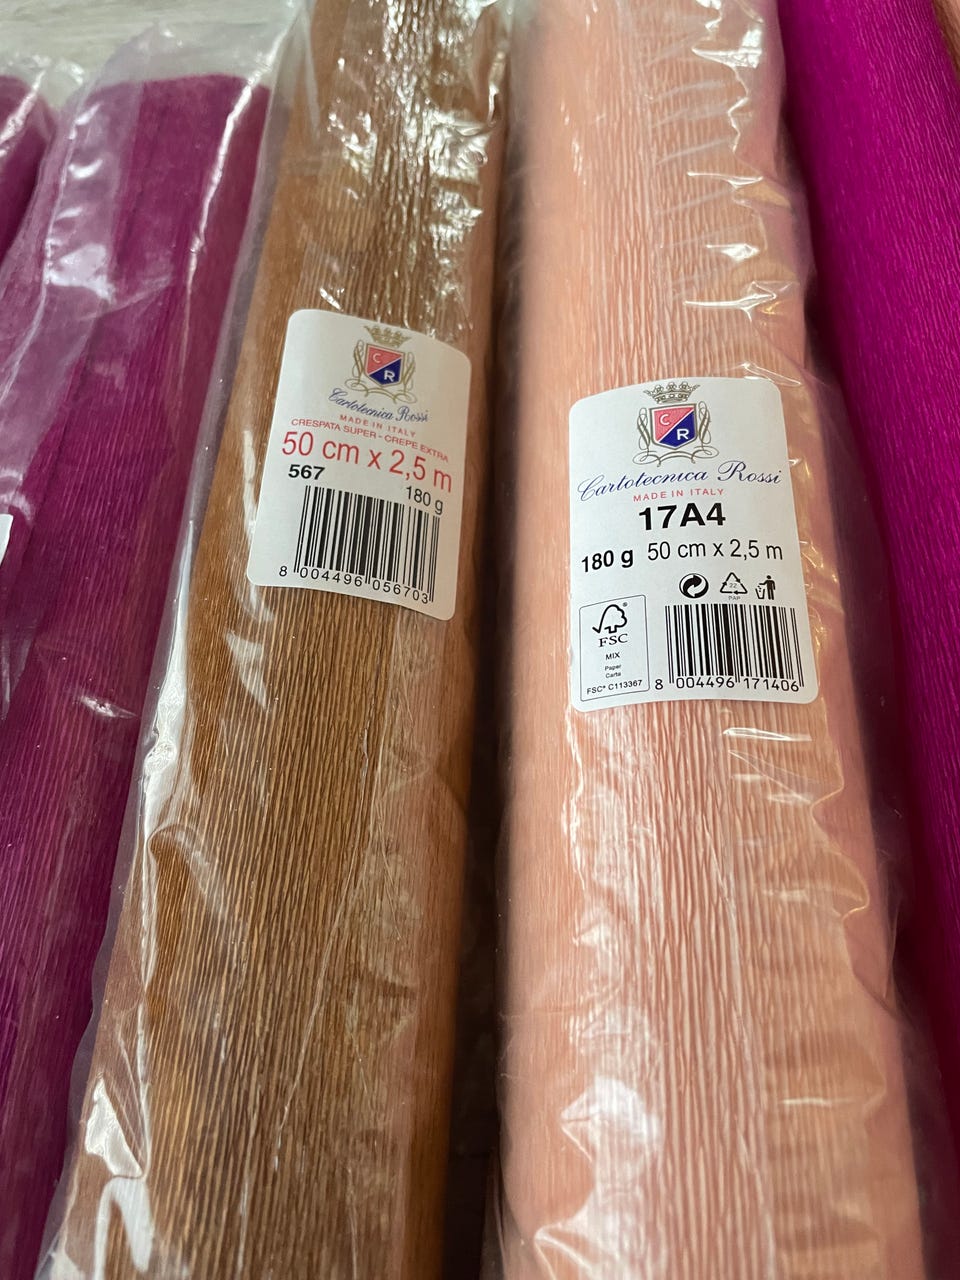 C
R
Cartotecnica Rossi
MADE IN ITALY
CRESPATA SUPER - CREPE EXTRA
50 cm x 2,5 m
567
180 g
8 004496 056703
C
R
Cartotecnica Rossi
MADE IN ITALY
17A4
180 g 50 cm x 2,5 m
22
PAP
FSC®
MIX
Paper
Carta
FSC® C113367
8 004496 171406